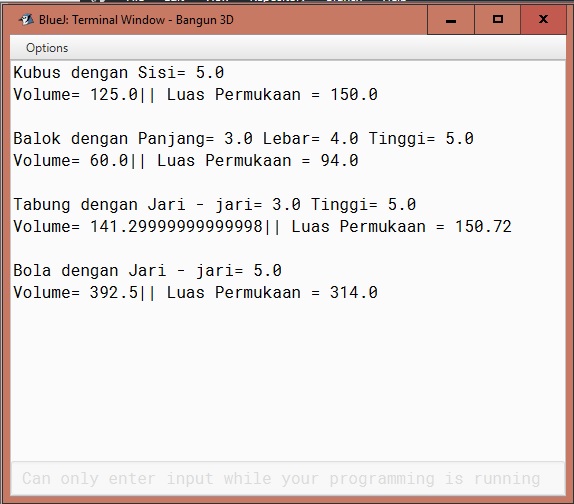 BlueJ: Terminal Window - Bangun 3D
Options
Kubus dengan Sisi= 5.0
Volume= 125.0|| Luas Permukaan = 150.0
Balok dengan Panjang= 3.0 Lebar= 4.0 Tinggi= 5.0
Volume= 60.0|| Luas Permukaan = 94.0
Tabung dengan Jari - jari= 3.0 Tinggi= 5.0
Volume= 141.29999999999998|| Luas Permukaan = 150.72
Bola dengan Jari - jari= 5.0
Volume= 392.5|| Luas Permukaan = 314.0
Can only enter input while your programming is running